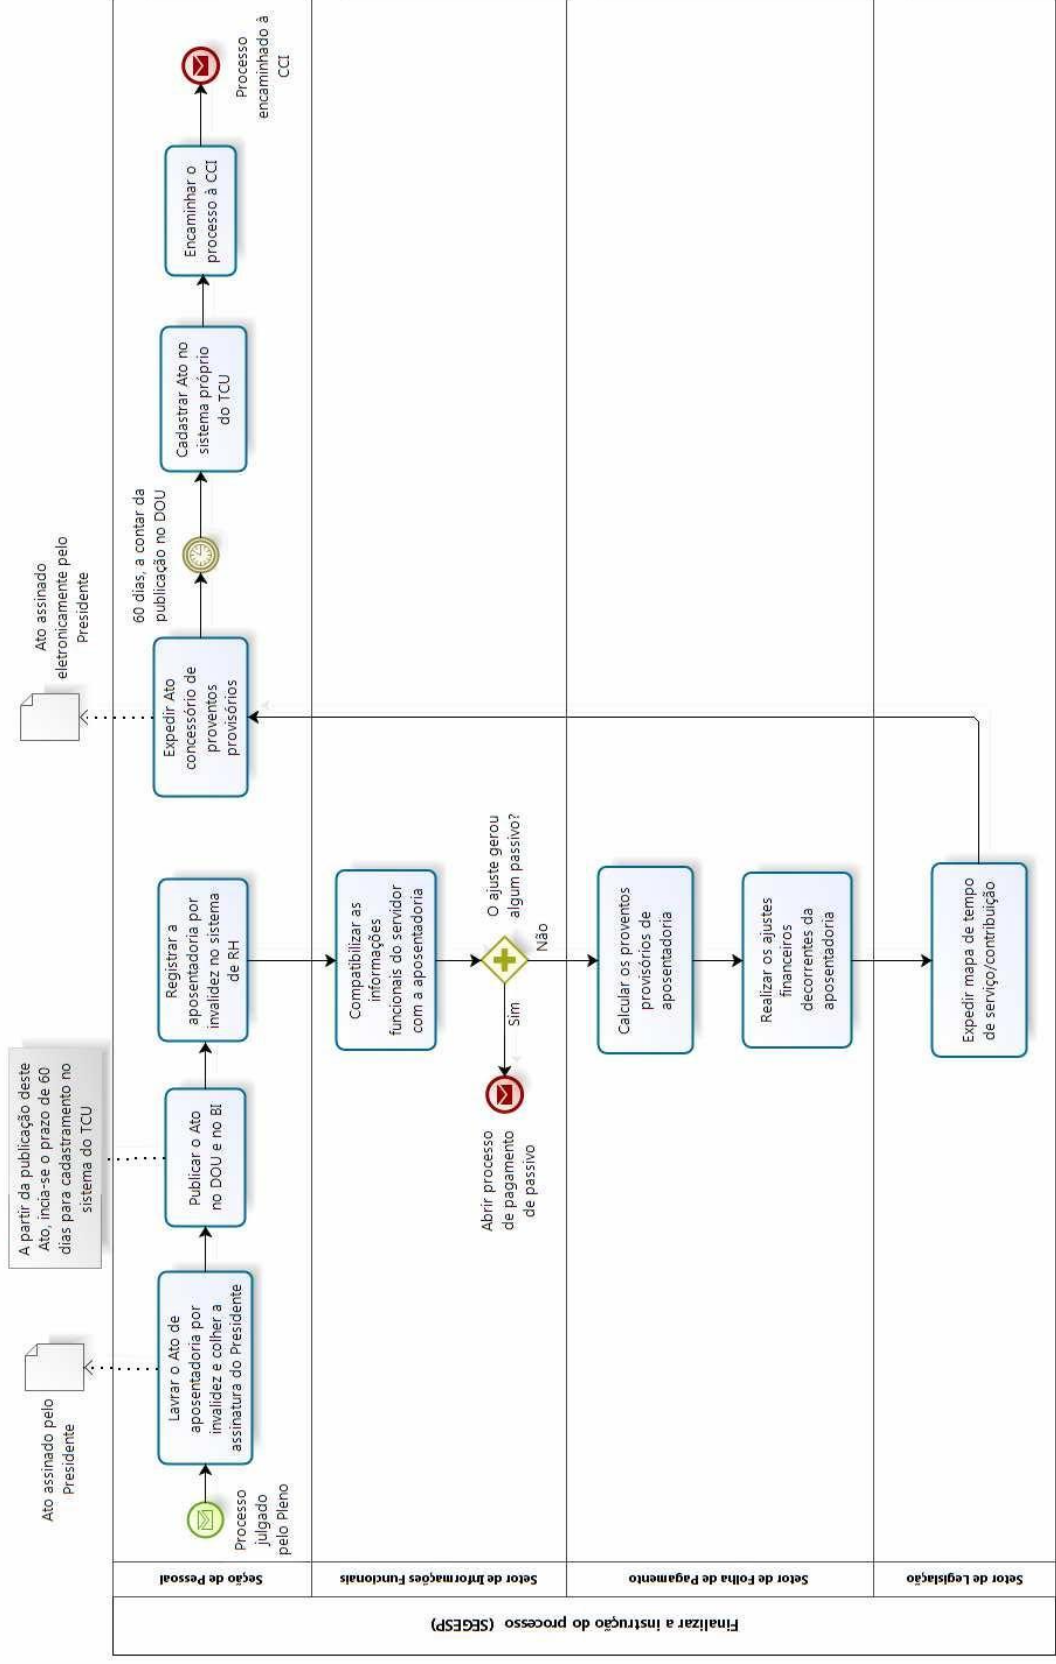 Finalizar a instrução do processo (SEGESP)
Seção de Pessoal
Setor de Informações Funcionais
Setor de Folha de Pagamento
Setor de Legislação
Ato assinado pelo
Presidente
A partir da publicação deste
Ato, incia-se o prazo de 60
dias para cadastramento no
sistema do TCU
Ato assinado
eletronicamente pelo
Presidente
Processo
julgado
pelo Pleno
Lavrar o Ato de
aposentadoria por
invalidez e colher a
assinatura do Presidente
Publicar o Ato
no DOU e no BI
Registrar a
aposentadoria por
invalidez no sistema
de RH
Expedir Ato
concessório de
proventos
provisórios
60 dias, a contar da
publicação no DOU
Cadastrar Ato no
sistema próprio
do TCU
Encaminhar o
processo à CCI
Processo
encaminhado à
CCI
Compatibilizar as
informações
funcionais do servidor
com a aposentadoria
O ajuste gerou
algum passivo?
Sim
Não
Abrir processo
de pagamento
de passivo
Calcular os proventos
provisórios de
aposentadoria
Realizar os ajustes
financeiros
decorrentes da
aposentadoria
Expedir mapa de tempo
de serviço/contribuição